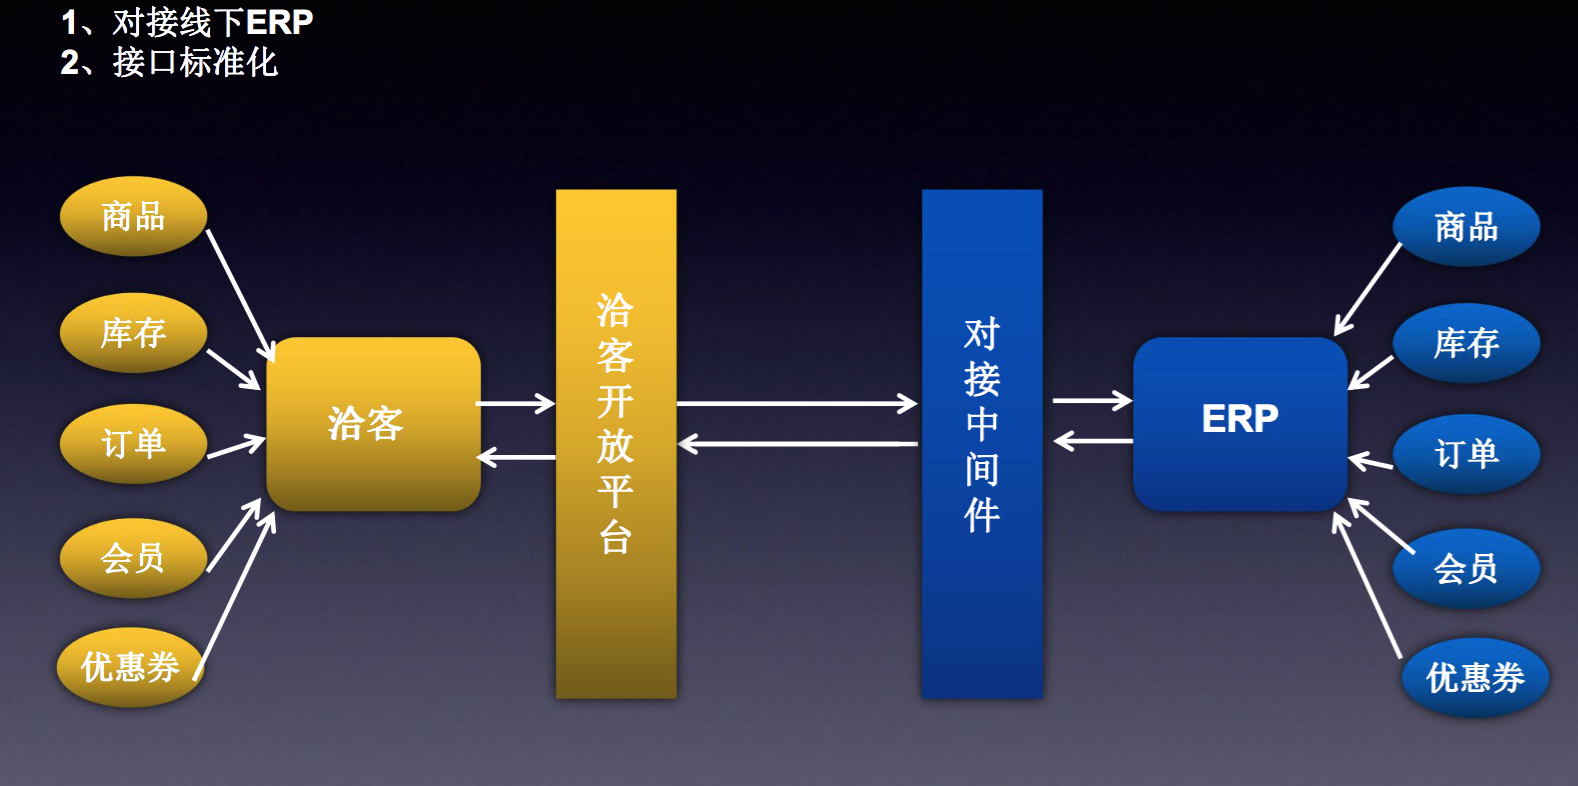 1、对接线下ERP
2、接口标准化
商品
库存
订单
会员
优惠券
洽客
洽客开放平台
对接中间件
ERP
商品
库存
订单
会员
优惠券